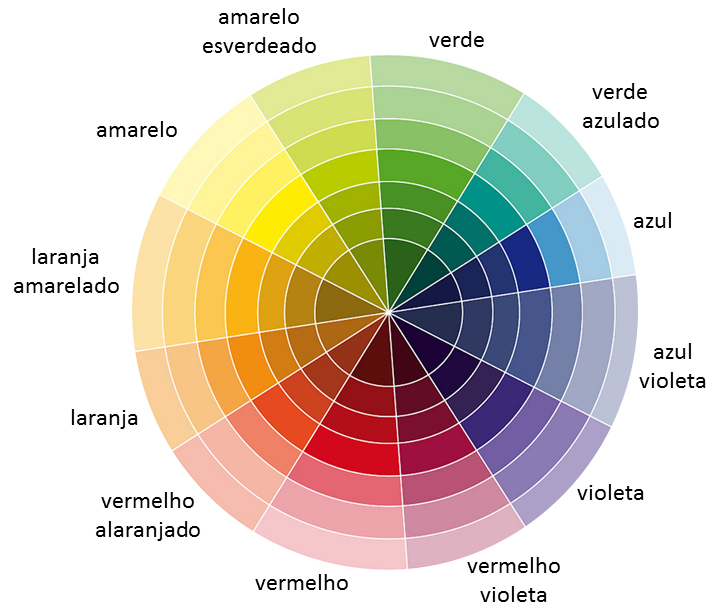 amarelo
esverdeado
verde
verde
azulado
amarelo
azul
laranja
amarelado
azul
violeta
laranja
violeta
vermelho
alaranjado
vermelho
vermelho
violeta